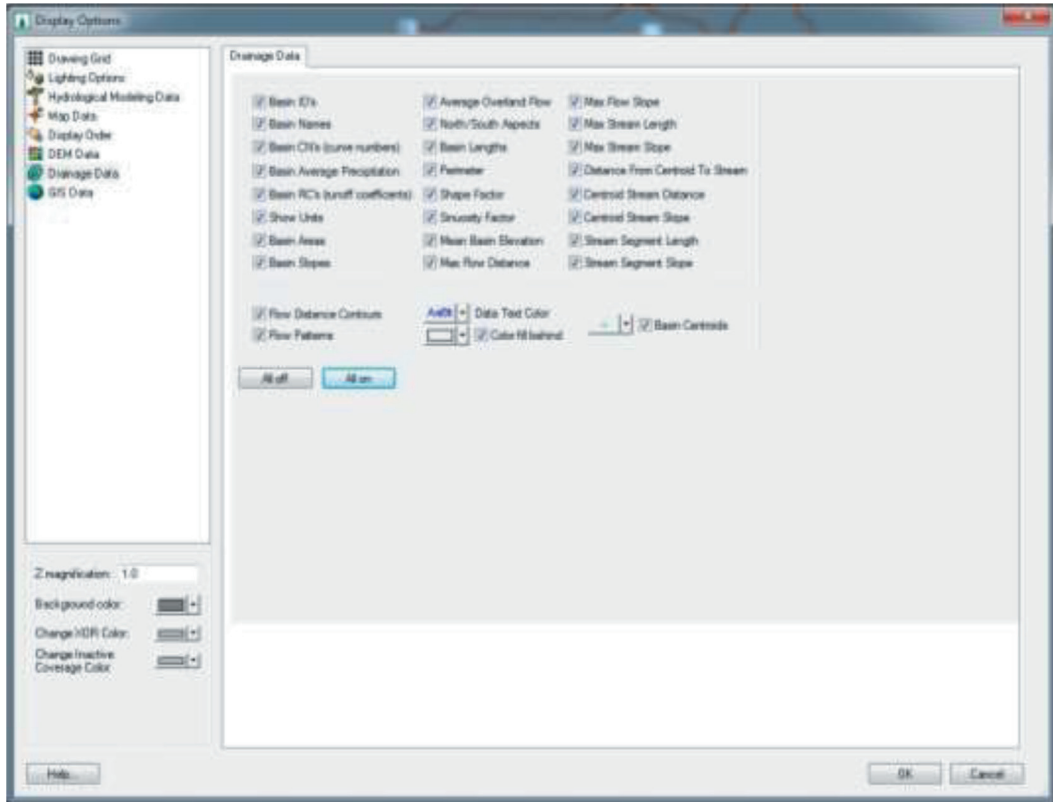 Display Options
Drawing Grid
Lighting Options
Hydrological Modeling Data
Map Data
Display Order
DEM Data
Drainage Data
GIS Data
Drainage Data
Basin ID's
Basin Names
Basin CN's (curve numbers)
Basin Average Precipitation
Basin RC's (runoff coefficients)
Show Units
Basin Areas
Basin Slopes
Average Overland Flow
North/South Aspects
Basin Lengths
Perimeter
Shape Factor
Sinuosity Factor
Mean Basin Elevation
Max Flow Distance
Max Flow Slope
Max Stream Length
Max Stream Slope
Distance From Centroid To Stream
Centroid Stream Distance
Centroid Stream Slope
Stream Segment Length
Stream Segment Slope
Flow Distance Contours
Flow Patterns
Data Text Color
Color fill behind
Basin Centroids
All off
All on
Z magnification: 1.0
Background color:
Change XOR Color:
Change Inactive
Coverage Color
Help...
OK
Cancel